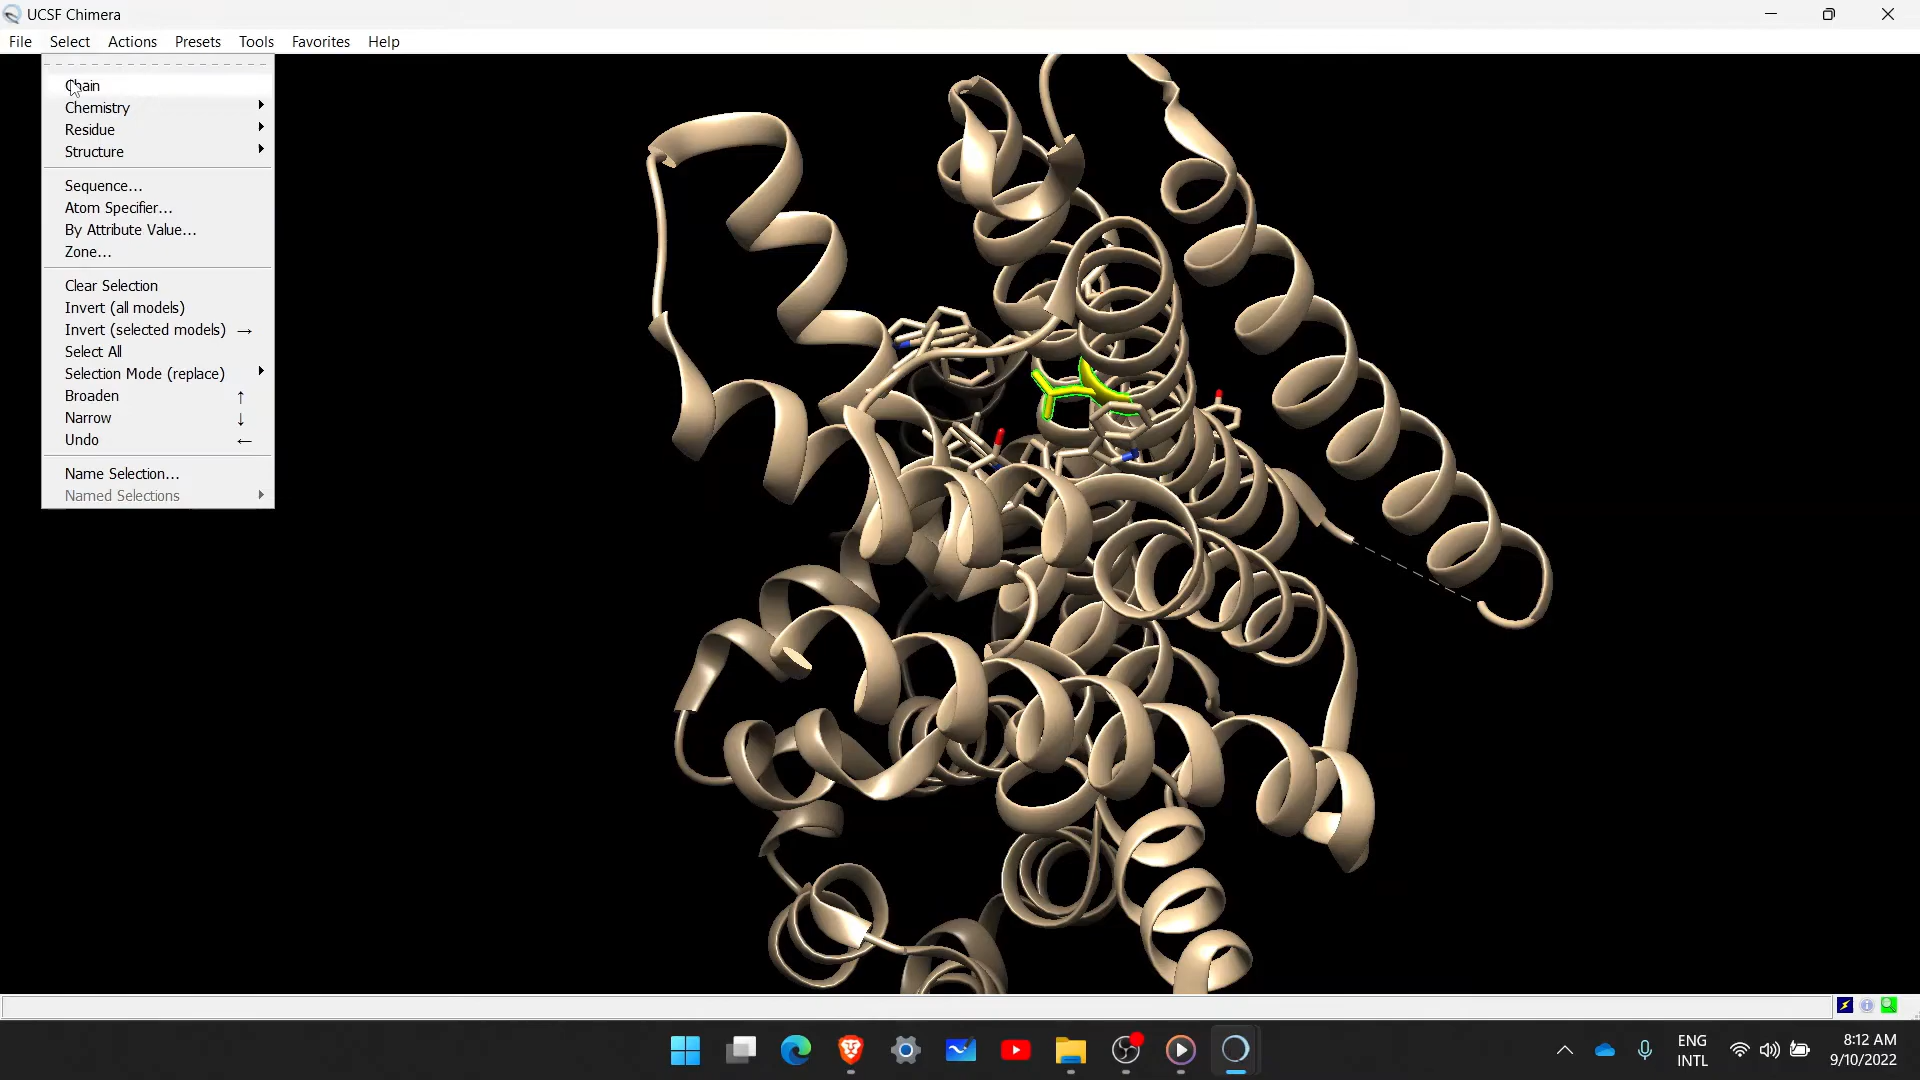 UCSF Chimera
File Select Actions Presets Tools Favorites Help
Chain
Chemistry
Residue
Structure
Sequence...
Atom Specifier...
By Attribute Value...
Zone...
Clear Selection
Invert (all models)
Invert (selected models) →
Select All
Selection Mode (replace)
Broaden ↑
Narrow ↓
Undo ←
Name Selection...
Named Selections
ENG
INTL
8:12 AM
9/10/2022